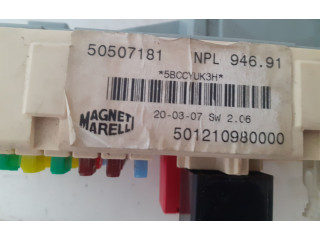 50507181 NPL 946.91
*5BCCYUK3H*
20-03-07 SW 2.06
MAGNETI
MARELLI
501210980000